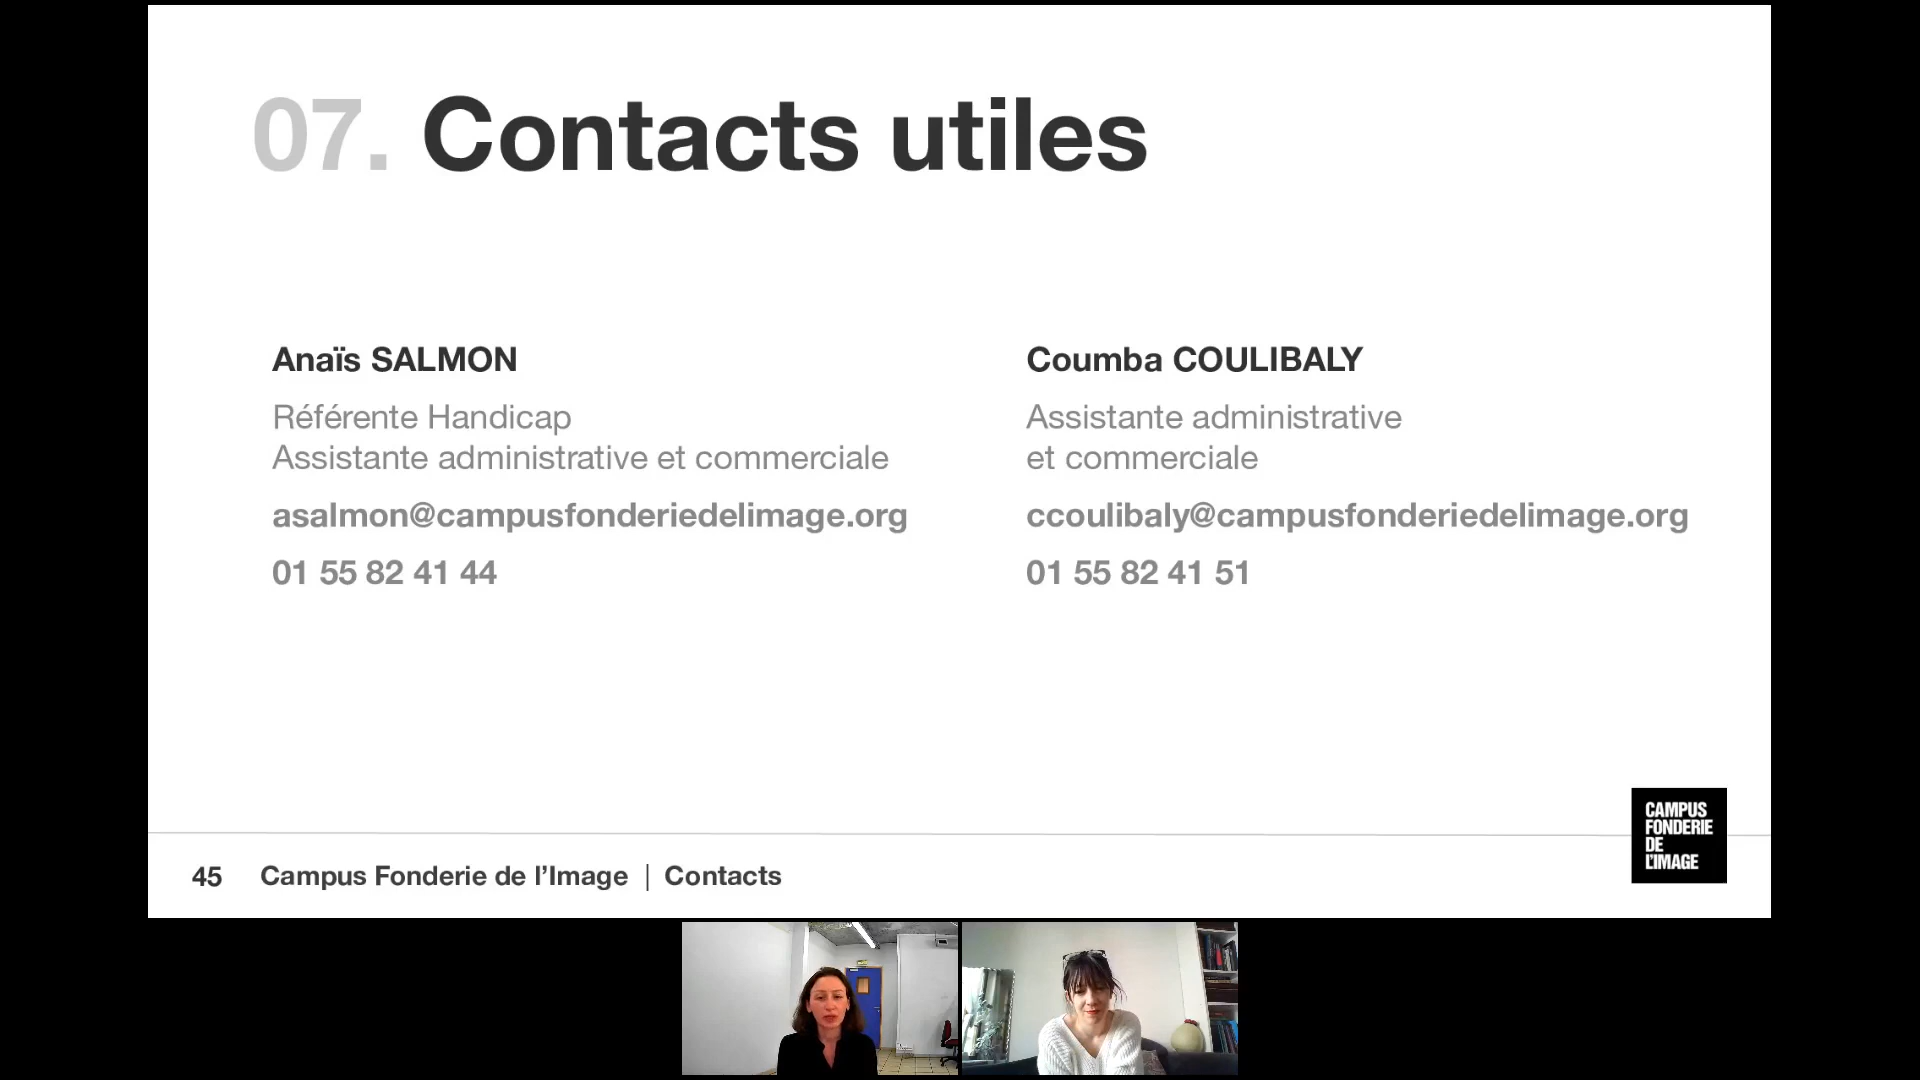 07. Contacts utiles
Anaïs SALMON
Référente Handicap
Assistante administrative et commerciale
asalmon@campusfonderiedelimage.org
01 55 82 41 44
Coumba COULIBALY
Assistante administrative
et commerciale
ccoulibaly@campusfonderiedelimage.org
01 55 82 41 51
CAMPUS
FONDERIE
DE
L'IMAGE
45 Campus Fonderie de l’Image | Contacts